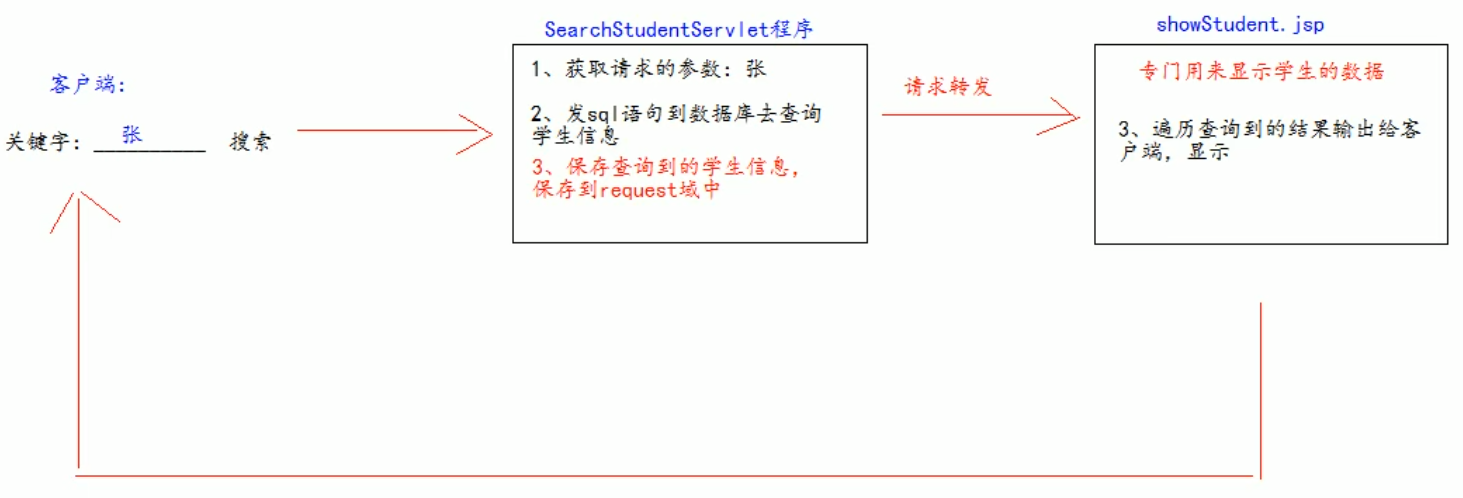 客户端:
关键字: 张 搜索
SearchStudentServlet程序
1、获取请求的参数: 张
2、发sql语句到数据库去查询
学生信息
3、保存查询到的学生信息,
保存到request域中
请求转发
showStudent.jsp
专门用来显示学生的数据
3、遍历查询到的结果输出给客
户端, 显示